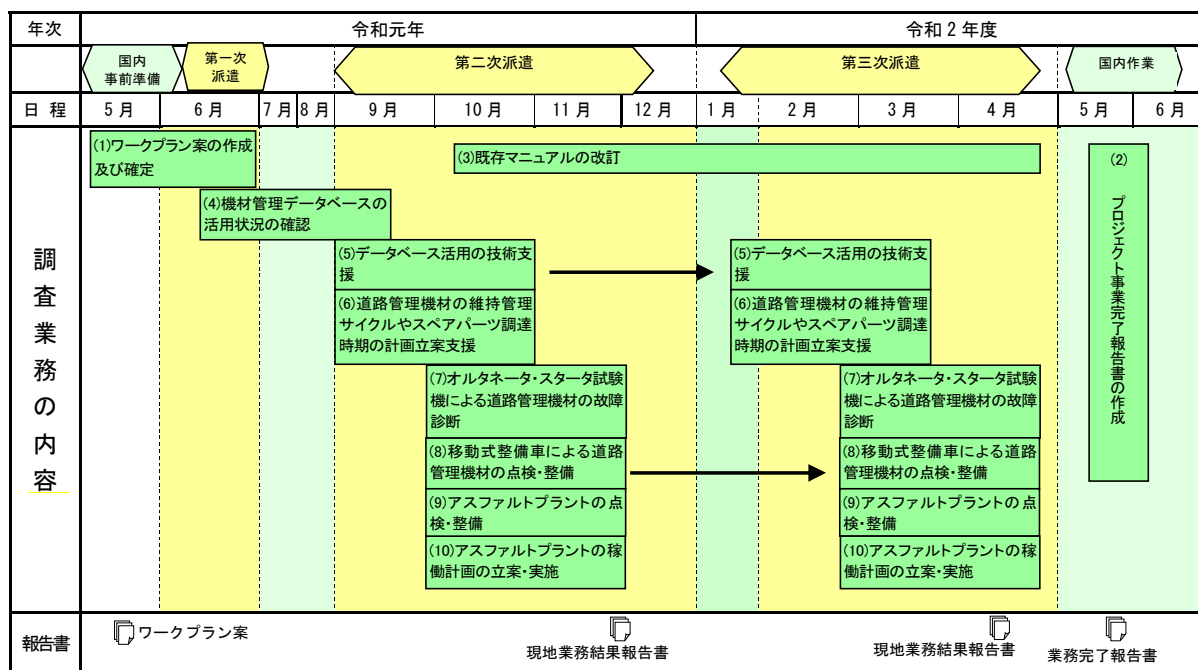 年次
令和元年
令和 2 年度
国内
事前準備
第一次
派遣
第二次派遣
第三次派遣
国内作業
日 程
5 月
6 月
7 月
8 月
9 月
10 月
11 月
12 月
1 月
2 月
3 月
4 月
5 月
6 月
調査業務の内容
(1)ワークプラン案の作成
及び確定
(3)既存マニュアルの改訂
(2)
プロジェクト事業完了報告書の作成
(4)機材管理データベースの
活用状況の確認
(5)データベース活用の技術支
援
(5)データベース活用の技術支
援
(6)道路管理機材の維持管理
サイクルやスペアパーツ調達
時期の計画立案支援
(6)道路管理機材の維持管理
サイクルやスペアパーツ調達
時期の計画立案支援
(7)オルタネータ・スタータ試験
機による道路管理機材の故障
診断
(7)オルタネータ・スタータ試験
機による道路管理機材の故障
診断
(8)移動式整備車による道路
管理機材の点検・整備
(8)移動式整備車による道路
管理機材の点検・整備
(9)アスファルトプラントの点
検・整備
(9)アスファルトプラントの点
検・整備
(10)アスファルトプラントの稼
働計画の立案・実施
(10)アスファルトプラントの稼
働計画の立案・実施
報告書
ワークプラン案
現地業務結果報告書
現地業務結果報告書
業務完了報告書